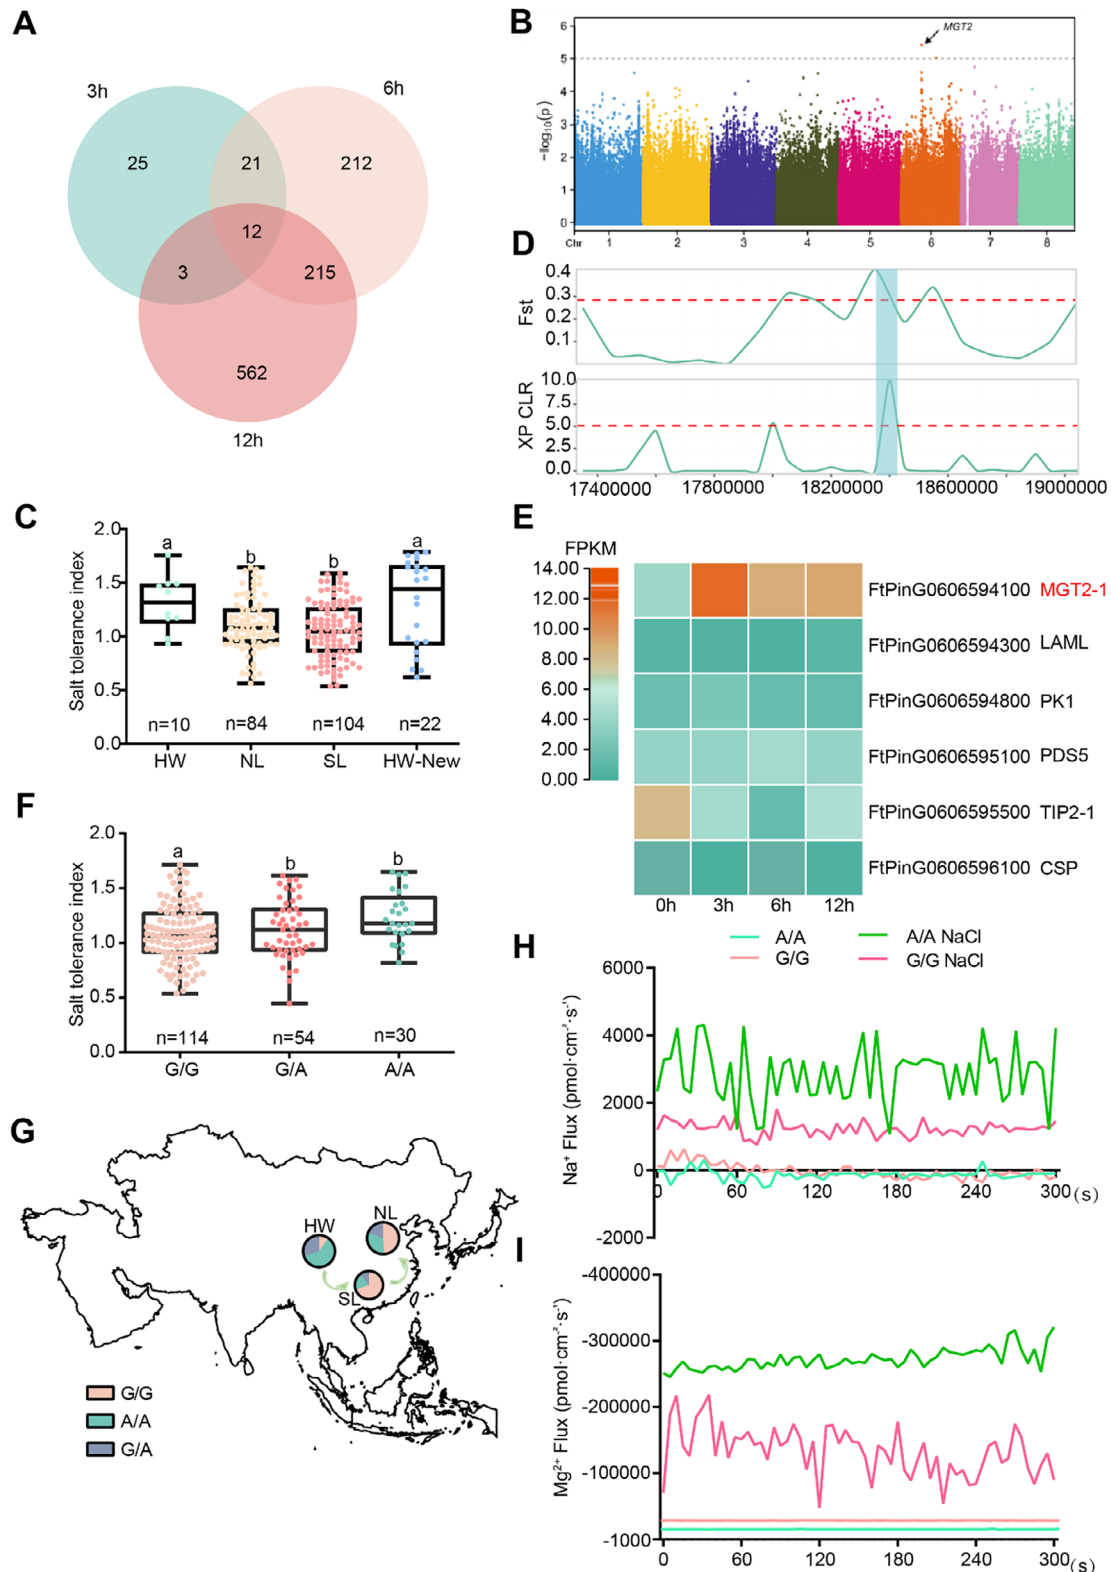 A
3h
6h
25
21
212
12
3
215
562
12h
B
MGT2
6
5
4
3
2
1
0
−log10(p)
Chr 1 2 3 4 5 6 7 8
D
0.4
0.3
0.2
0.1
Fst
10.0
7.5
5.0
2.5
0.0
XP CLR
17400000 17800000 18200000 18600000 19000000
C
2.0
1.5
1.0
0.5
0.0
Salt tolerance index
a b b a
n=10 n=84 n=104 n=22
HW NL SL HW-New
E
FPKM
14.00
12.00
10.00
8.00
6.00
4.00
2.00
0.00
FtPinG0606594100 MGT2-1
FtPinG0606594300 LAML
FtPinG0606594800 PK1
FtPinG0606595100 PDS5
FtPinG0606595500 TIP2-1
FtPinG0606596100 CSP
0h 3h 6h 12h
F
2.0
1.5
1.0
0.5
0.0
Salt tolerance index
a b b
n=114 n=54 n=30
G/G G/A A/A
G
HW
NL
SL
G/G
A/A
G/A
H
A/A A/A NaCl
G/G G/G NaCl
6000
4000
2000
0
-2000
Na⁺ Flux (pmol·cm⁻²·s⁻¹)
0 60 120 180 240 300 (s)
I
-400000
-300000
-200000
-100000
-1000
Mg²⁺ Flux (pmol·cm⁻²·s⁻¹)
0 60 120 180 240 300 (s)